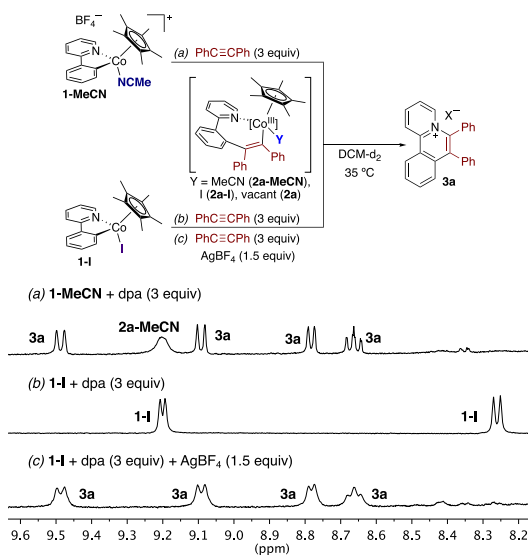 BF4– ]+
N Co
NCMe
1-MeCN
(a) PhC≡CPh (3 equiv)
N [CoIII]
Y
Ph Ph
Y = MeCN (2a-MeCN),
I (2a-I), vacant (2a)
DCM-d2
35 ºC
X–
N+ Ph
Ph
3a
N Co
I
1-I
(b) PhC≡CPh (3 equiv)
(c) PhC≡CPh (3 equiv)
AgBF4 (1.5 equiv)
(a) 1-MeCN + dpa (3 equiv)
3a 2a-MeCN 3a 3a 3a
(b) 1-I + dpa (3 equiv)
1-I 1-I
(c) 1-I + dpa (3 equiv) + AgBF4 (1.5 equiv)
3a 3a 3a 3a
9.6 9.5 9.4 9.3 9.2 9.1 9.0 8.9 8.8 8.7 8.6 8.5 8.4 8.3 8.2
(ppm)